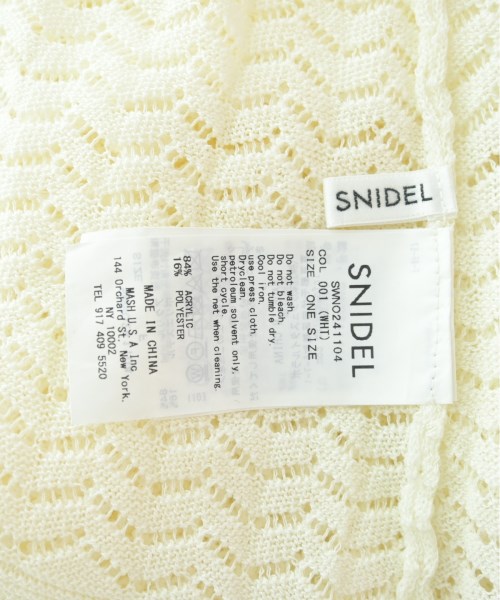 SNIDEL
SNIDEL
SWNO241104
COL 001 (WHT)
SIZE ONE SIZE
Do not wash.
Do not bleach.
Do not tumble dry.
Cool iron.
use press cloth.
Dryclean,
petroleum solvent only,
short cycle.
Use the net when cleaning.
84% ACRYLIC
16% POLYESTER
MADE IN CHINA
MASH U.S.A Inc
144 Orchard St. New York.
NY 10002
TEL 917 409 5520